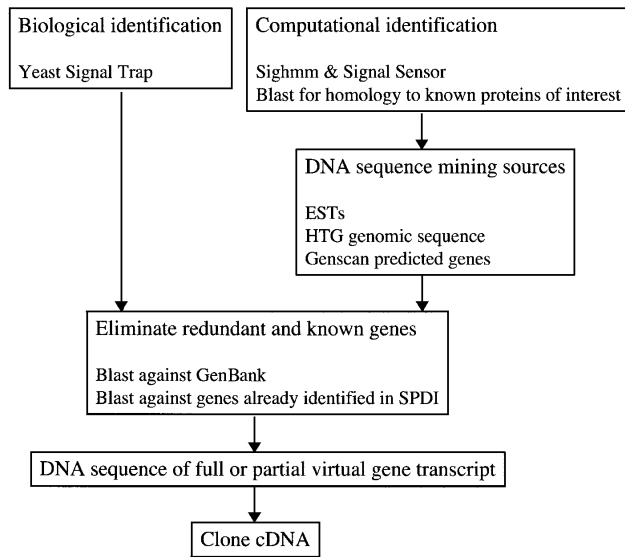 Biological identification
Yeast Signal Trap
Computational identification
Sighmm & Signal Sensor
Blast for homology to known proteins of interest
DNA sequence mining sources
ESTs
HTG genomic sequence
Genscan predicted genes
Eliminate redundant and known genes
Blast against GenBank
Blast against genes already identified in SPDI
DNA sequence of full or partial virtual gene transcript
Clone cDNA